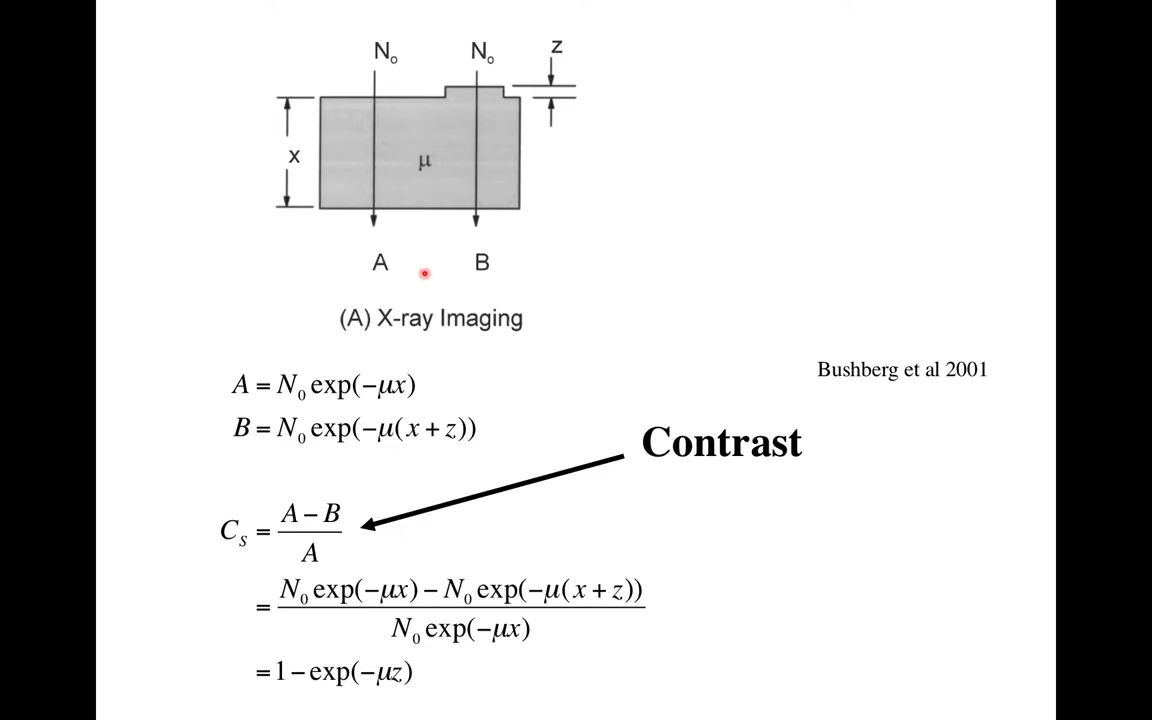 N₀ N₀ z
x
μ
A B
(A) X-ray Imaging
Bushberg et al 2001
A = N₀ exp(−μx)
B = N₀ exp(−μ(x + z))
Contrast
Cₛ = (A − B) / A
= (N₀ exp(−μx) − N₀ exp(−μ(x + z))) / (N₀ exp(−μx))
= 1 − exp(−μz)